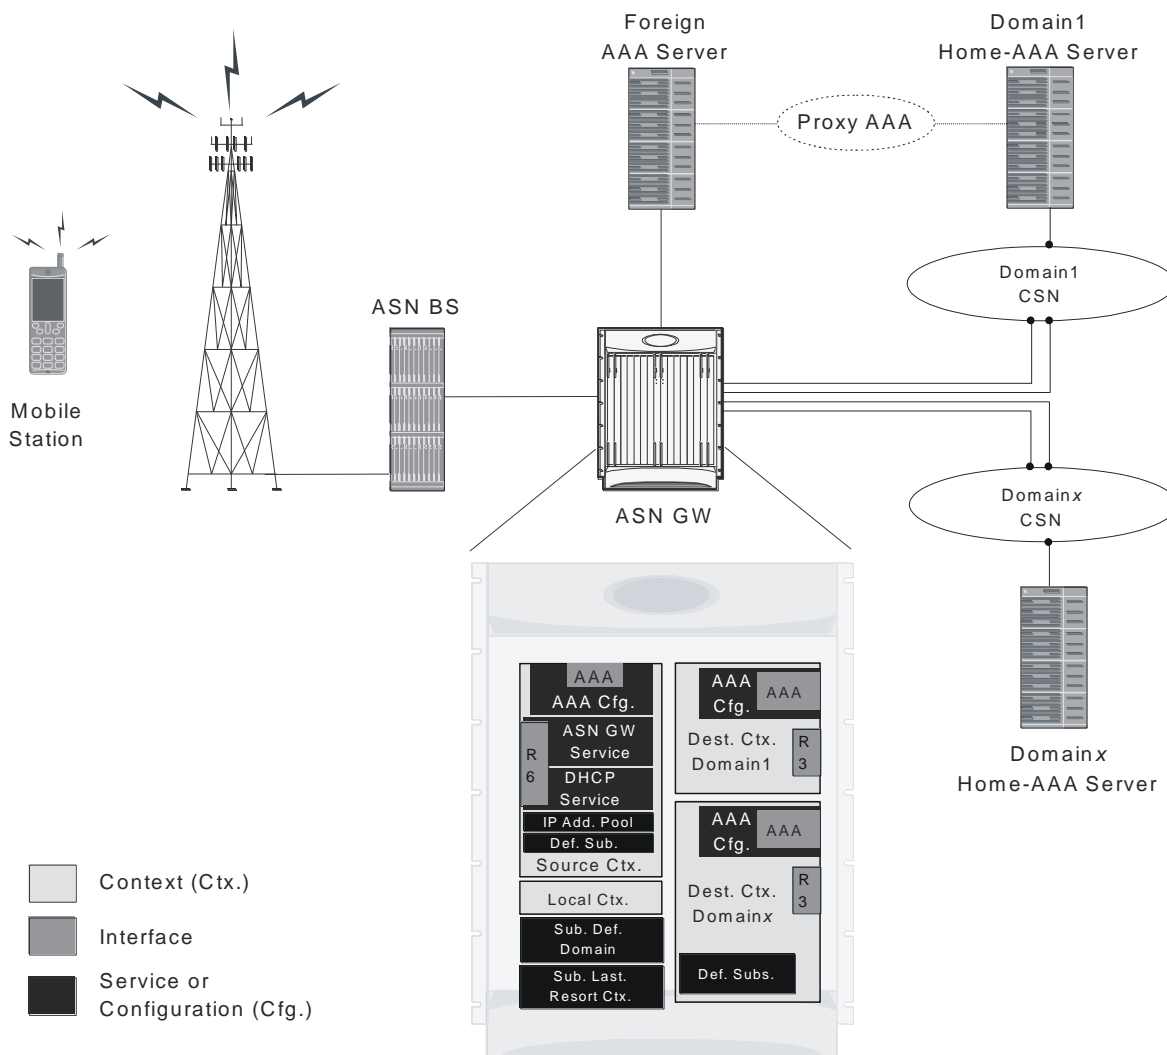 Foreign
AAA Server
Domain1
Home-AAA Server
Proxy AAA
Domain1
CSN
ASN BS
Mobile
Station
ASN GW
Domainx
CSN
Domainx
Home-AAA Server
AAA
AAA Cfg.
R
6
ASN GW
Service
DHCP
Service
IP Add. Pool
Def. Sub.
Source Ctx.
Local Ctx.
Sub. Def.
Domain
Sub. Last.
Resort Ctx.
AAA
Cfg.
AAA
Dest. Ctx.
Domain1
R
3
AAA
Cfg.
AAA
Dest. Ctx.
Domainx
R
3
Def. Subs.
Context (Ctx.)
Interface
Service or
Configuration (Cfg.)